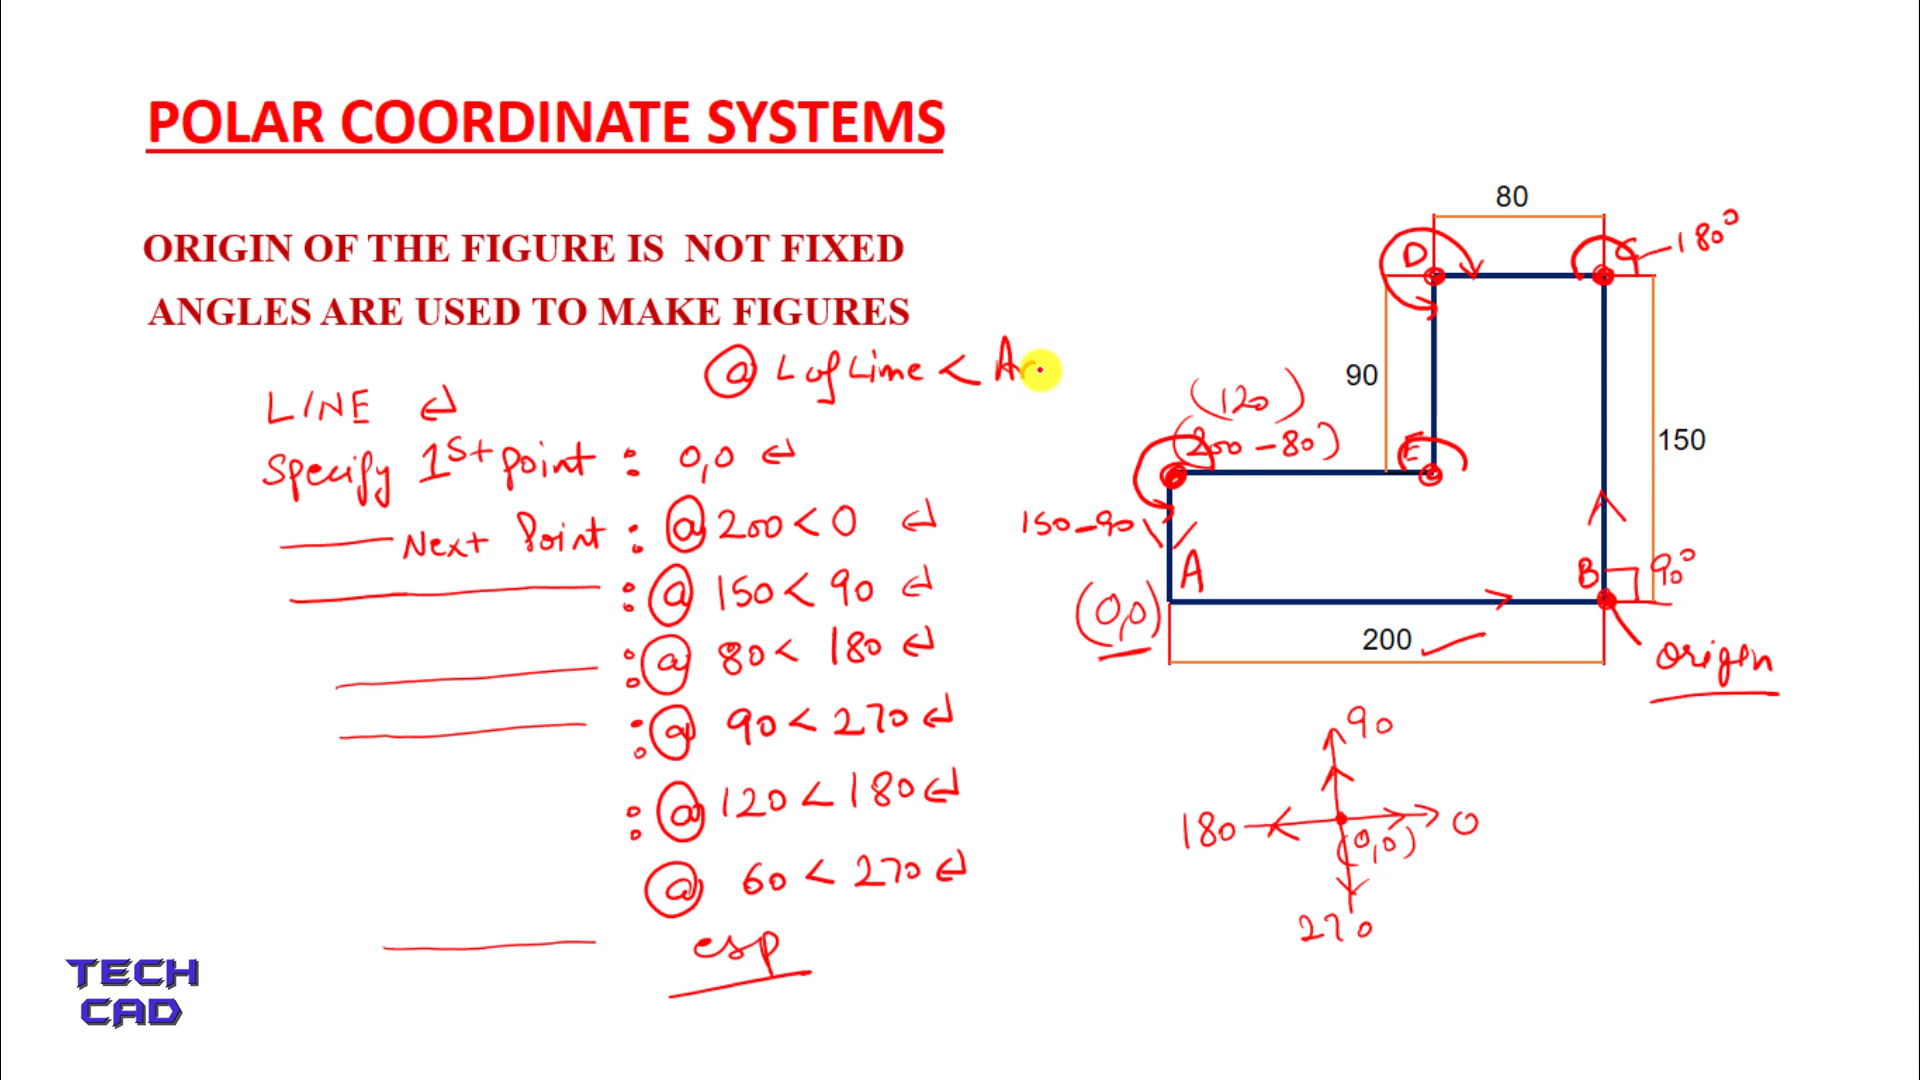 POLAR COORDINATE SYSTEMS
ORIGIN OF THE FIGURE IS NOT FIXED
ANGLES ARE USED TO MAKE FIGURES
@ L of Line <
LINE ↵
Specify 1st point : 0,0 ↵
Next Point : @ 200 < 0 ↵
: @ 150 < 90 ↵
: @ 80 < 180 ↵
: @ 90 < 270 ↵
: @ 120 < 180 ↵
@ 60 < 270 ↵
esp
TECH
CAD
80
D
C
180°
90
(120)
(200-80)
E
150
150-90
A
B
90°
(0,0)
200
origin
90
180
0
(0,0)
270